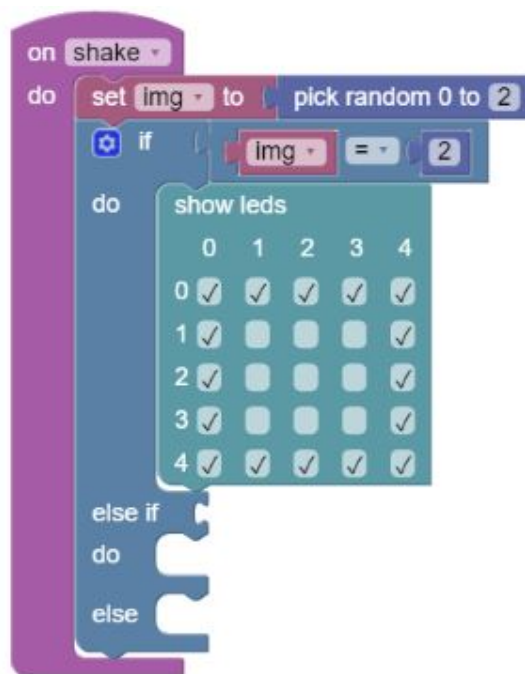 on shake
do set img to pick random 0 to 2
if img = 2
do show leds
0 1 2 3 4
0
1
2
3
4
else if
do
else